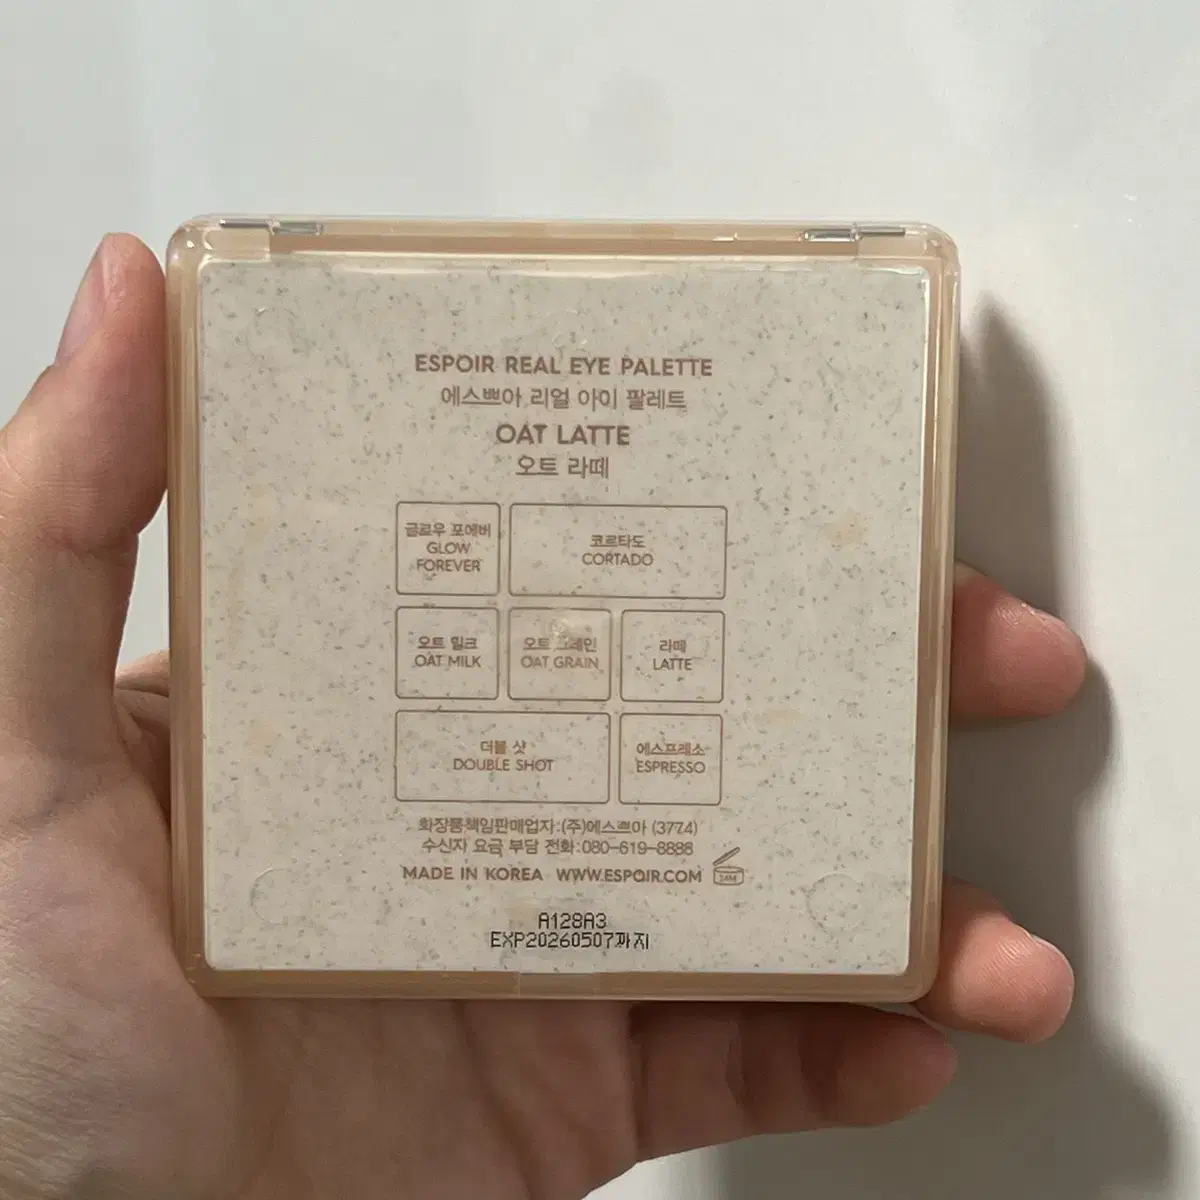 ESPOIR REAL EYE PALETTE
에스쁘아 리얼 아이 팔레트
OAT LATTE
오트 라떼
글로우 포에버
GLOW
FOREVER
코르타도
CORTADO
오트 밀크
OAT MILK
오트 그레인
OAT GRAIN
라떼
LATTE
더블 샷
DOUBLE SHOT
에스프레소
ESPRESSO
화장품책임판매업자:(주)에스쁘아 (3774)
수신자 요금 부담 전화:080-619-8888
MADE IN KOREA WWW.ESPOIR.COM
24M
A128A3
EXP20260507까지